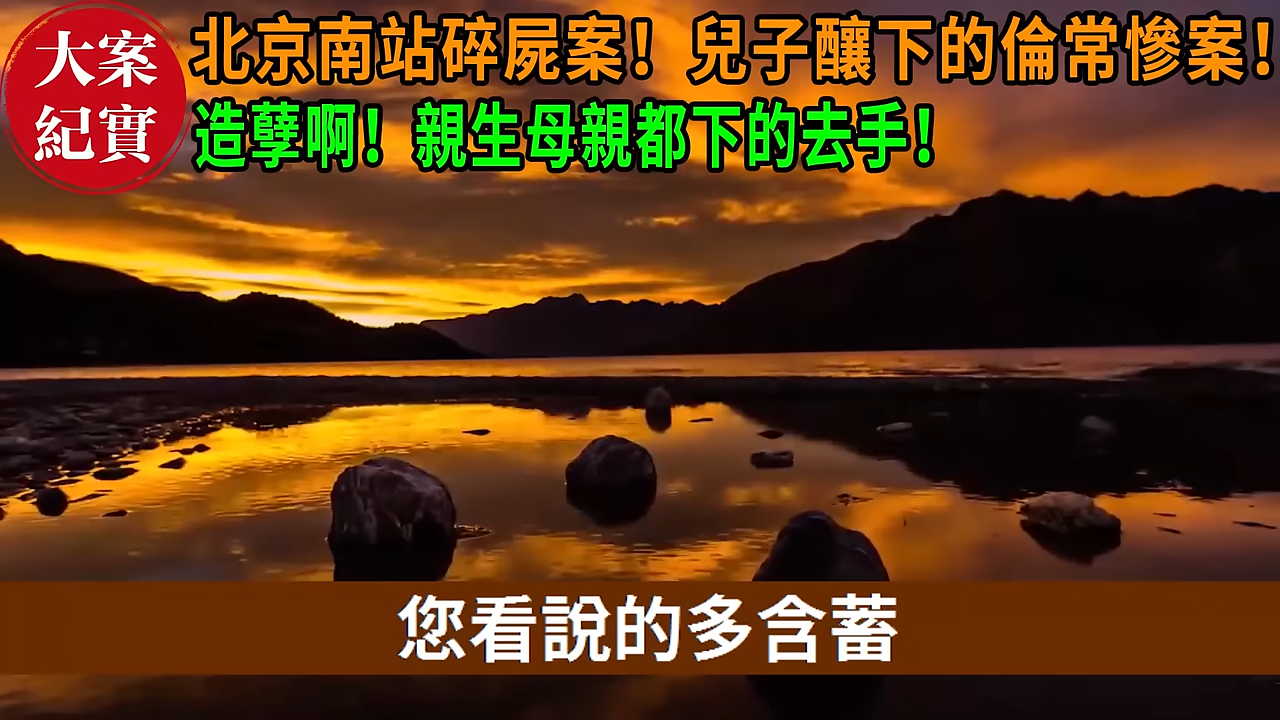 大案
紀實
北京南站碎屍案！兒子釀下的倫常慘案！
造孽啊！親生母親都下的去手！
您看說的多含蓄